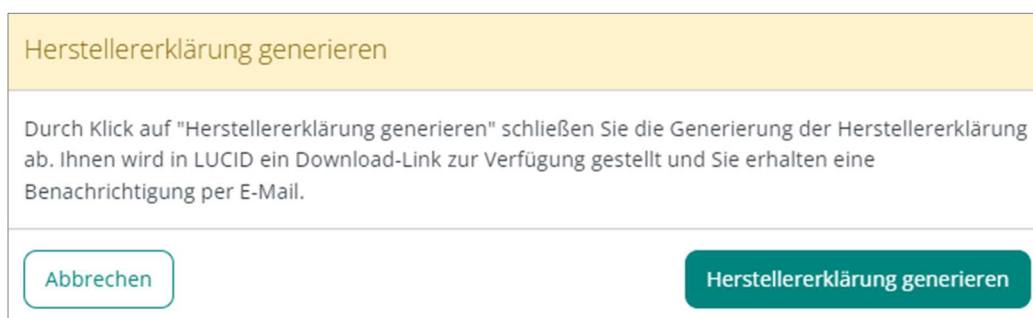 Herstellererklärung generieren
Durch Klick auf "Herstellererklärung generieren" schließen Sie die Generierung der Herstellererklärung
ab. Ihnen wird in LUCID ein Download-Link zur Verfügung gestellt und Sie erhalten eine
Benachrichtigung per E-Mail.
Abbrechen
Herstellererklärung generieren